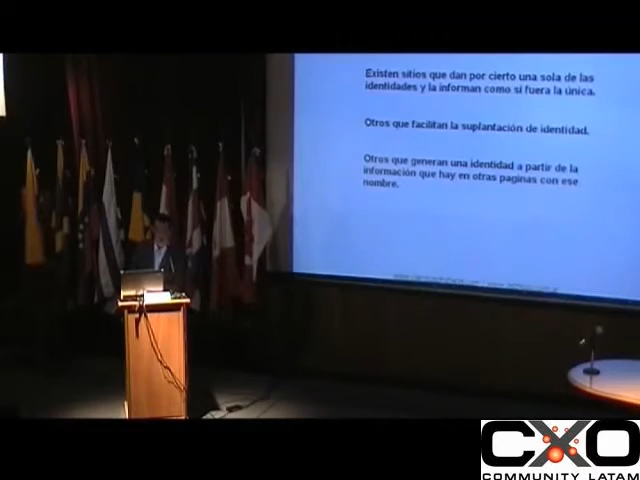 Existen sitios que dan por cierto una sola de las
identidades y la informan como si fuera la única.
Otros que facilitan la suplantación de identidad.
Otros que generan una identidad a partir de la
información que hay en otras paginas con ese
nombre.
CXO
COMMUNITY LATAM